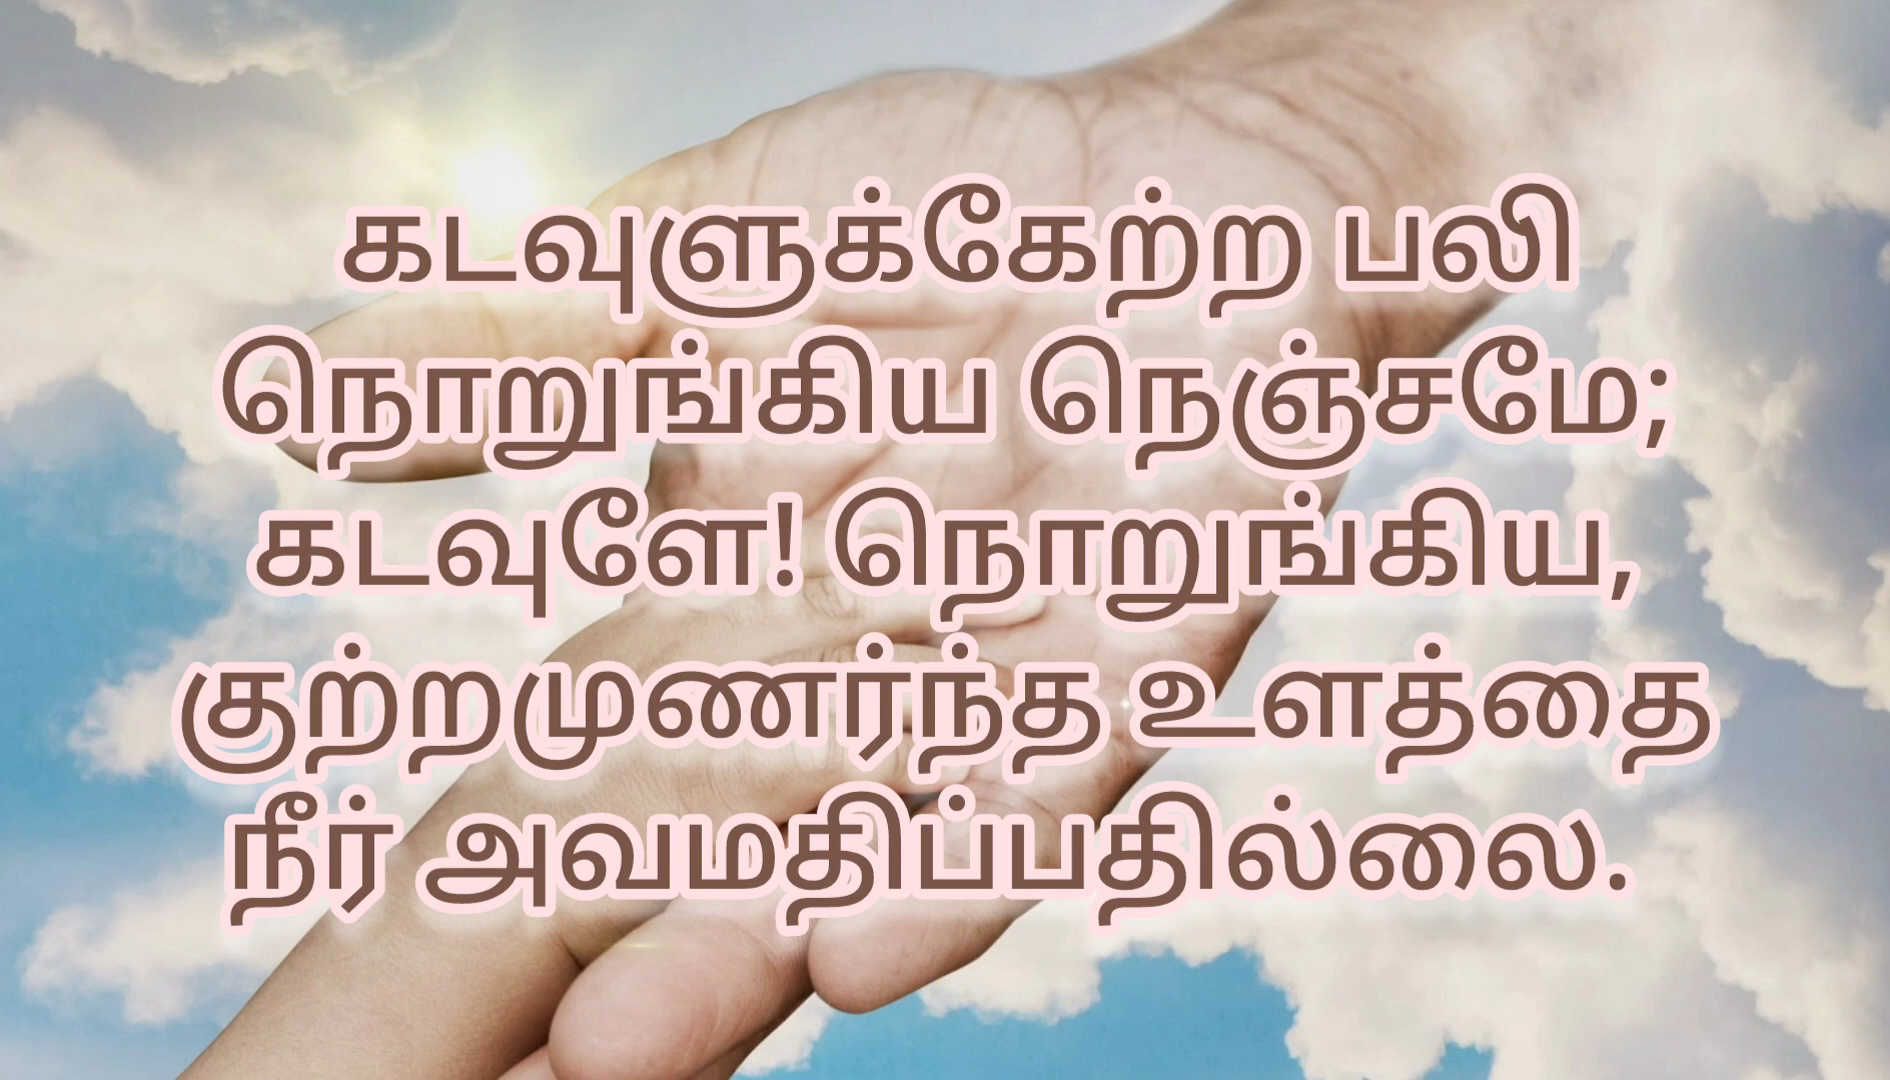 கடவுளுக்கேற்ற பலி
நொறுங்கிய நெஞ்சமே;
கடவுளே! நொறுங்கிய,
குற்றமுணர்ந்த உளத்தை
நீர் அவமதிப்பதில்லை.